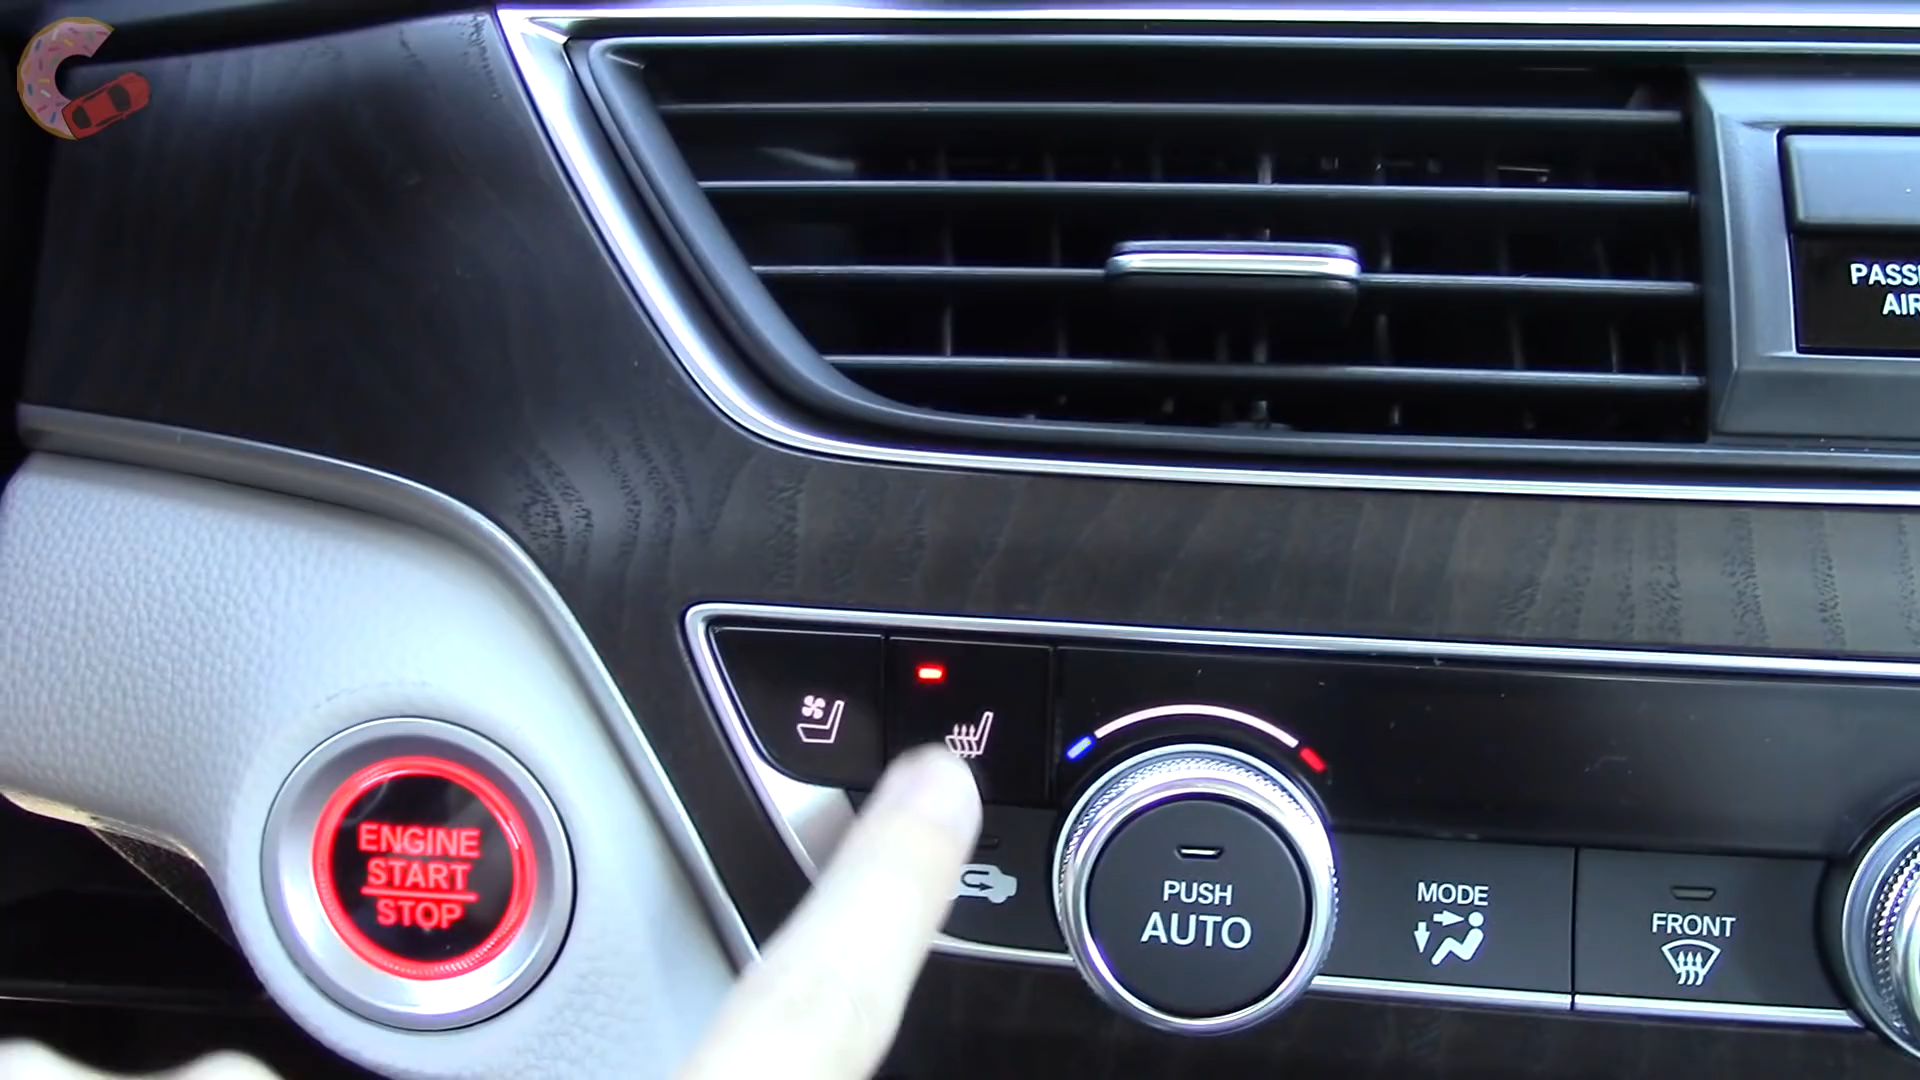 PASS
AIR
ENGINE
START
STOP
PUSH
AUTO
MODE
FRONT